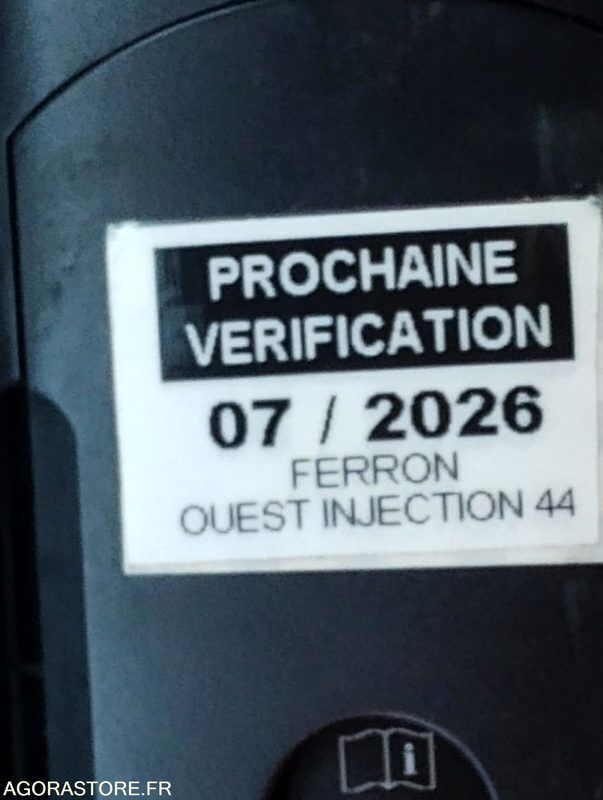 PROCHAINE
VERIFICATION
07 / 2026
FERRON
OUEST INJECTION 44
i
AGORASTORE.FR